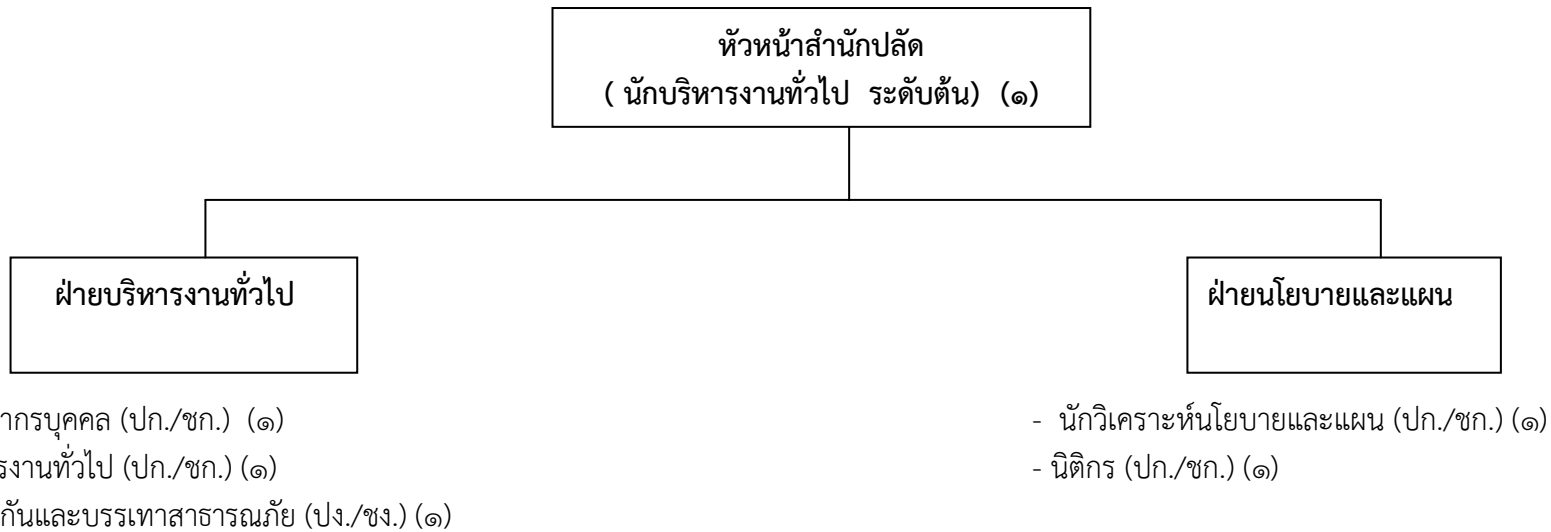 หัวหน้าสำนักปลัด
( นักบริหารงานทั่วไป ระดับต้น) (๑)
ฝ่ายบริหารงานทั่วไป
ฝ่ายนโยบายและแผน
ากรบุคคล (ปก./ชก.) (๑)
รงานทั่วไป (ปก./ชก.) (๑)
กันและบรรเทาสาธารณภัย (ปง./ชง.) (๑)
- นักวิเคราะห์นโยบายและแผน (ปก./ชก.) (๑)
- นิติกร (ปก./ชก.) (๑)